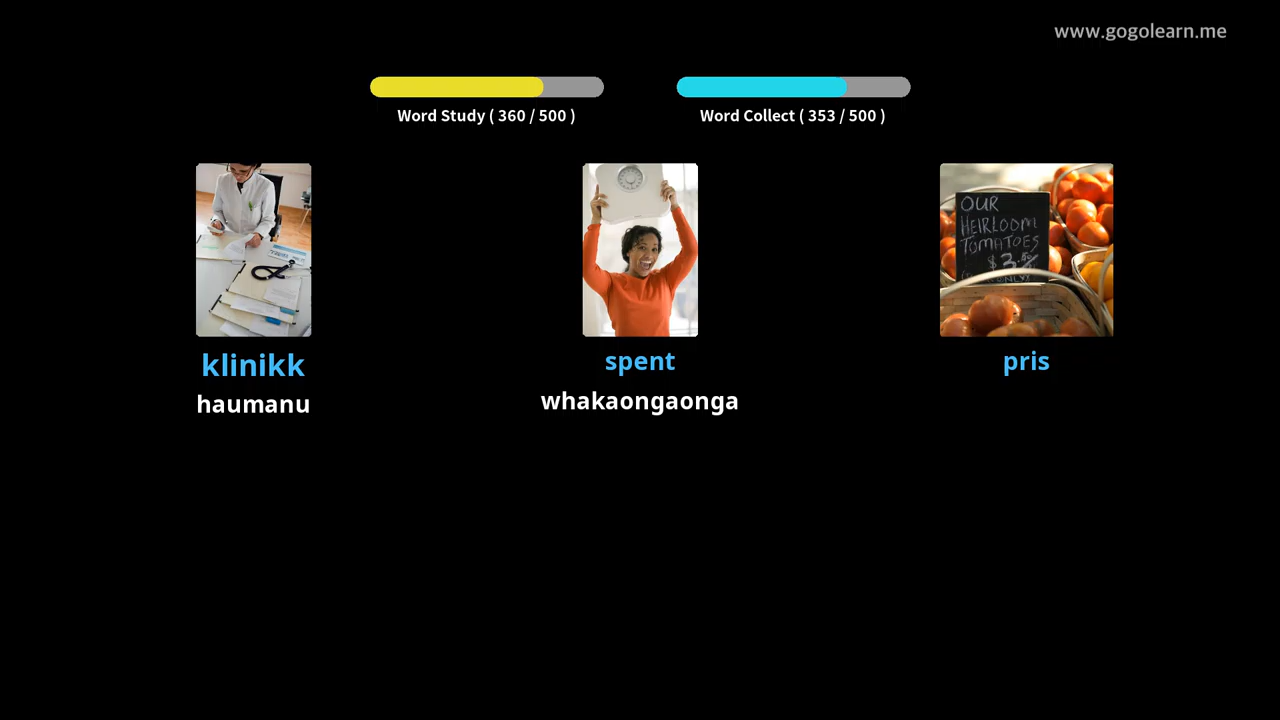 www.gogolearn.me
Word Study ( 360 / 500 )
Word Collect ( 353 / 500 )
OUR
HEIRLOOM
TOMATOES
klinikk
spent
pris
haumanu
whakaongaonga